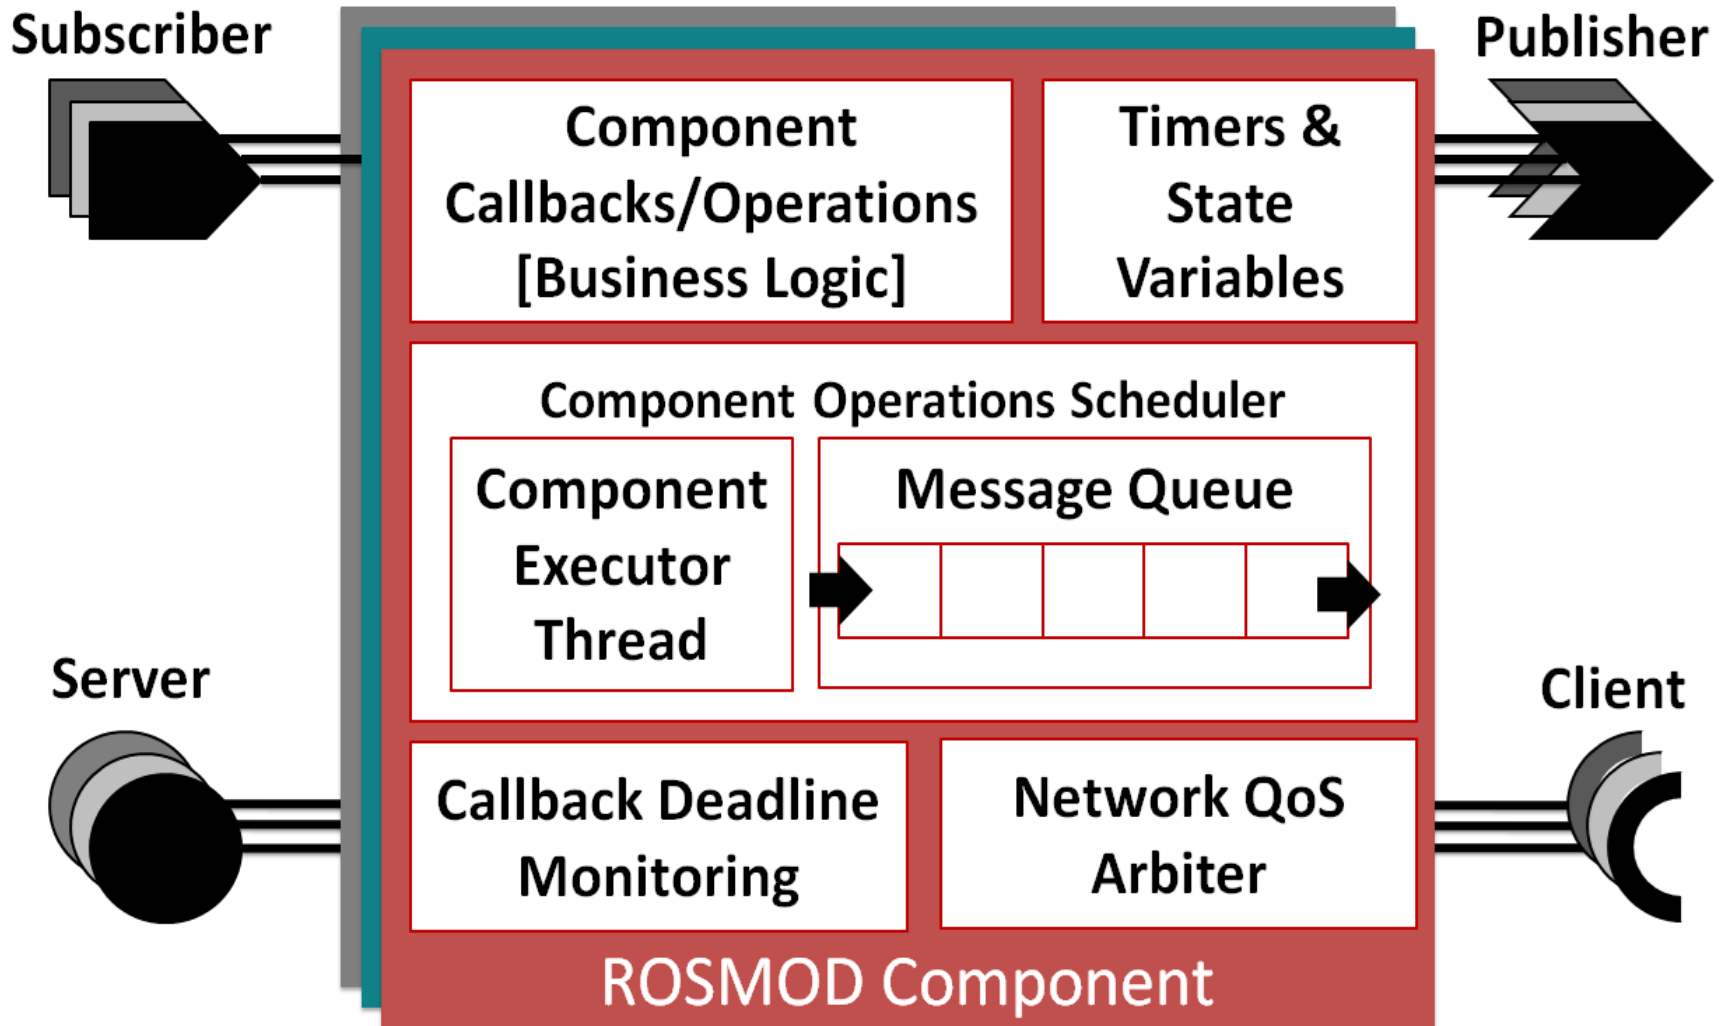 Subscriber
Publisher
Component
Callbacks/Operations
[Business Logic]
Timers &
State
Variables
Component Operations Scheduler
Component
Executor
Thread
Message Queue
Server
Client
Callback Deadline
Monitoring
Network QoS
Arbiter
ROSMOD Component